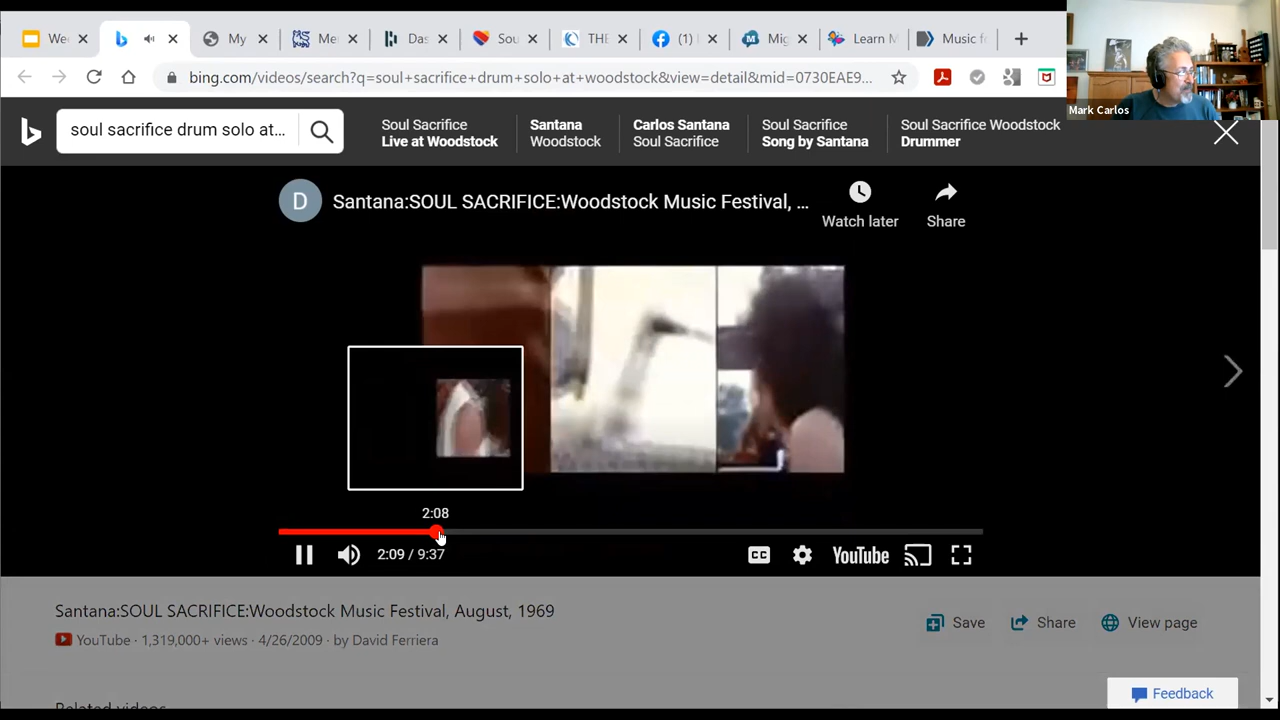 We
My
Me
Das
Sou
THE
(1)
Mig
Learn M
Music fo
bing.com/videos/search?q=soul+sacrifice+drum+solo+at+woodstock&view=detail&mid=0730EAE9...
Mark Carlos
soul sacrifice drum solo at...
Soul Sacrifice
Live at Woodstock
Santana
Woodstock
Carlos Santana
Soul Sacrifice
Soul Sacrifice
Song by Santana
Soul Sacrifice Woodstock
Drummer
D
Santana:SOUL SACRIFICE:Woodstock Music Festival, ...
Watch later
Share
2:08
2:09 / 9:37
CC
YouTube
Santana:SOUL SACRIFICE:Woodstock Music Festival, August, 1969
YouTube · 1,319,000+ views · 4/26/2009 · by David Ferriera
Save
Share
View page
Related videos
Feedback